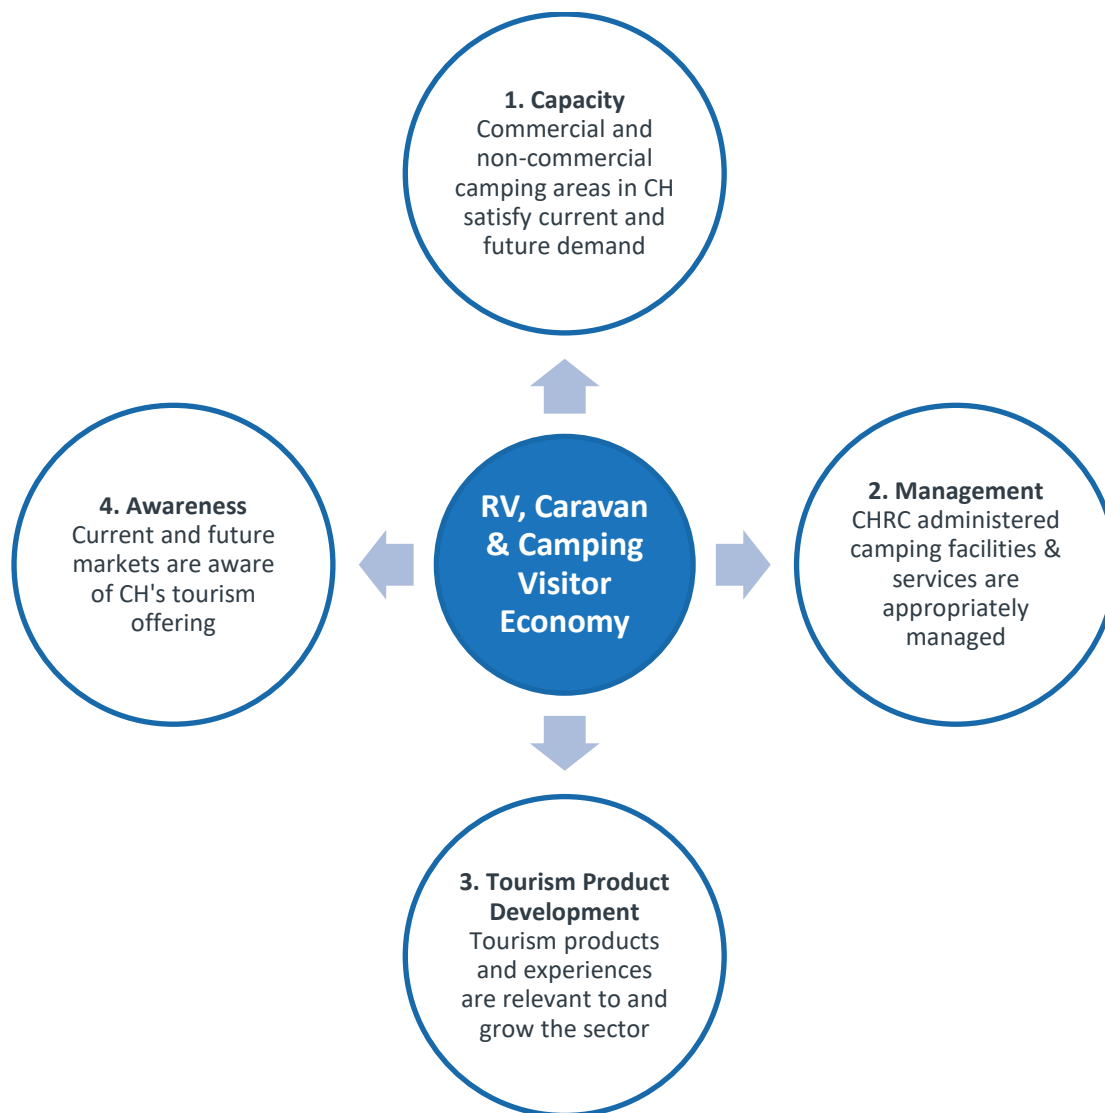 1. Capacity
Commercial and
non-commercial
camping areas in CH
satisfy current and
future demand
4. Awareness
Current and future
markets are aware
of CH's tourism
offering
RV, Caravan
& Camping
Visitor
Economy
2. Management
CHRC administered
camping facilities &
services are
appropriately
managed
3. Tourism Product
Development
Tourism products
and experiences
are relevant to and
grow the sector